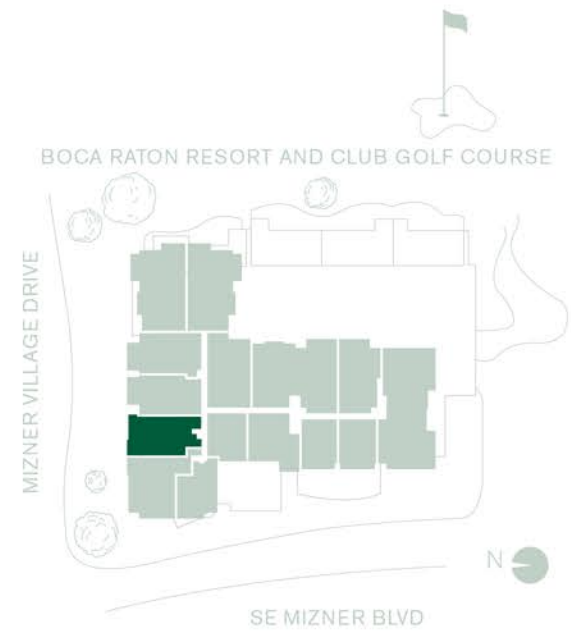 BOCA RATON RESORT AND CLUB GOLF COURSE
MIZNER VILLAGE DRIVE
N
SE MIZNER BLVD